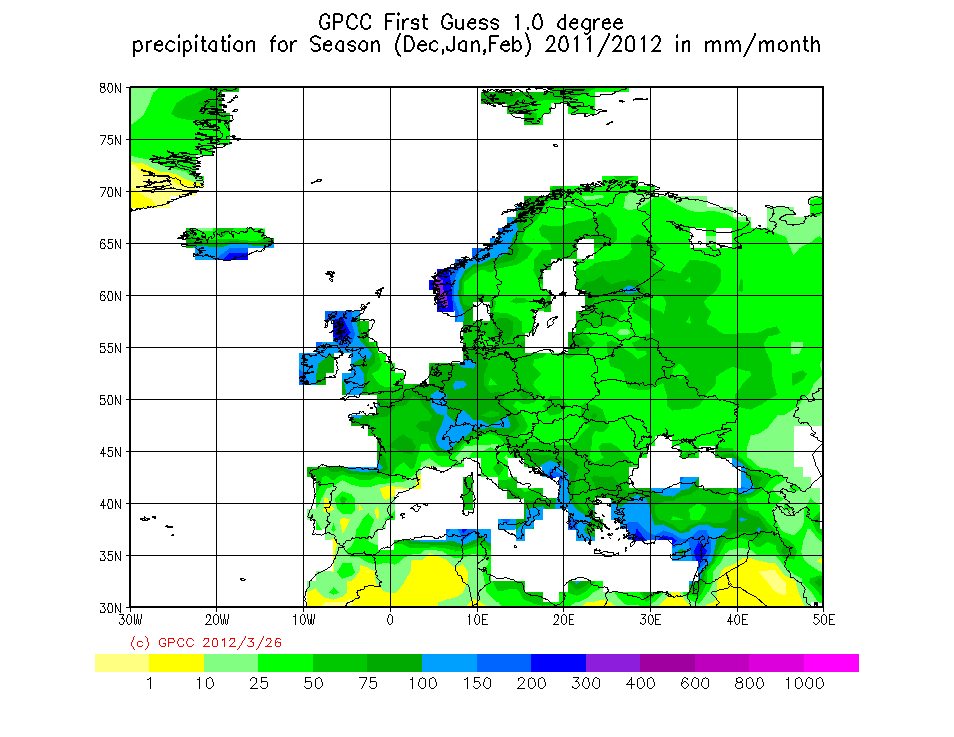 GPCC First Guess 1.0 degree
precipitation for Season (Dec,Jan,Feb) 2011/2012 in mm/month
80N
75N
70N
65N
60N
55N
50N
45N
40N
35N
30N
30W 20W 10W 0 10E 20E 30E 40E 50E
(c) GPCC 2012/3/26
1 10 25 50 75 100 150 200 300 400 600 800 1000